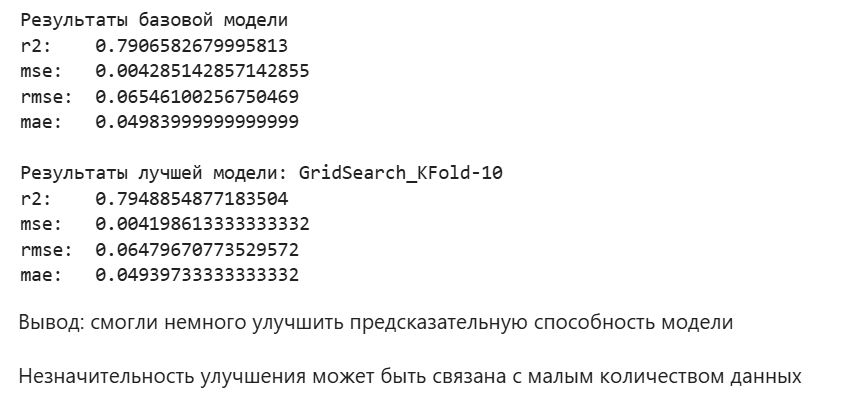 Результаты базовой модели
r2:    0.7906582679995813
mse:   0.004285142857142855
rmse:  0.06546100256750469
mae:   0.04983999999999999
Результаты лучшей модели: GridSearch_KFold-10
r2:    0.7948854877183504
mse:   0.004198613333333332
rmse:  0.06479670773529572
mae:   0.04939733333333332
Вывод: смогли немного улучшить предсказательную способность модели
Незначительность улучшения может быть связана с малым количеством данных